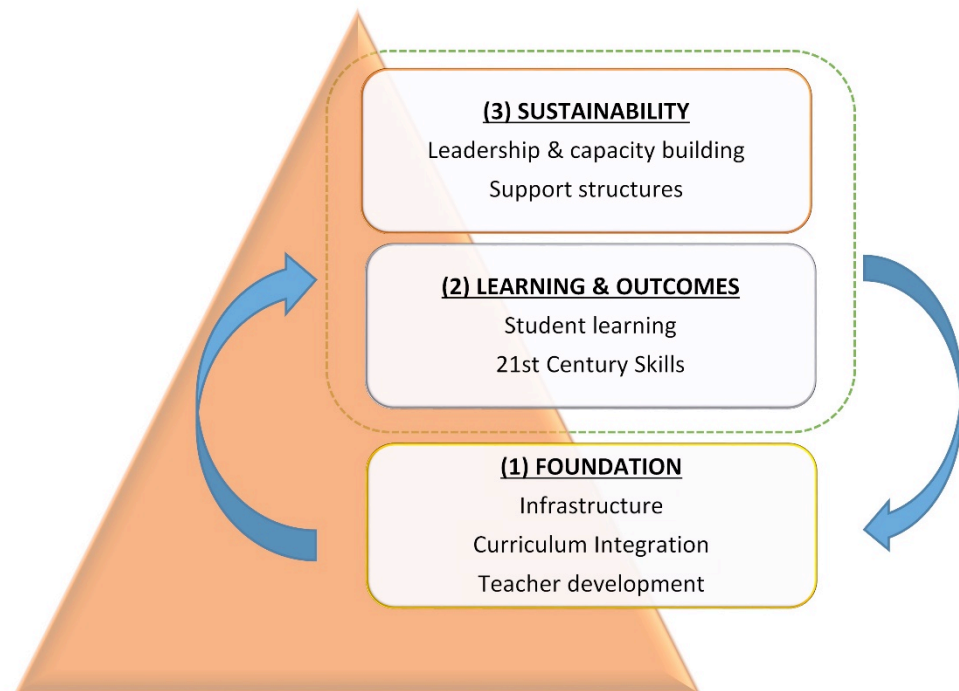 (3) SUSTAINABILITY
Leadership & capacity building
Support structures
(2) LEARNING & OUTCOMES
Student learning
21st Century Skills
(1) FOUNDATION
Infrastructure
Curriculum Integration
Teacher development